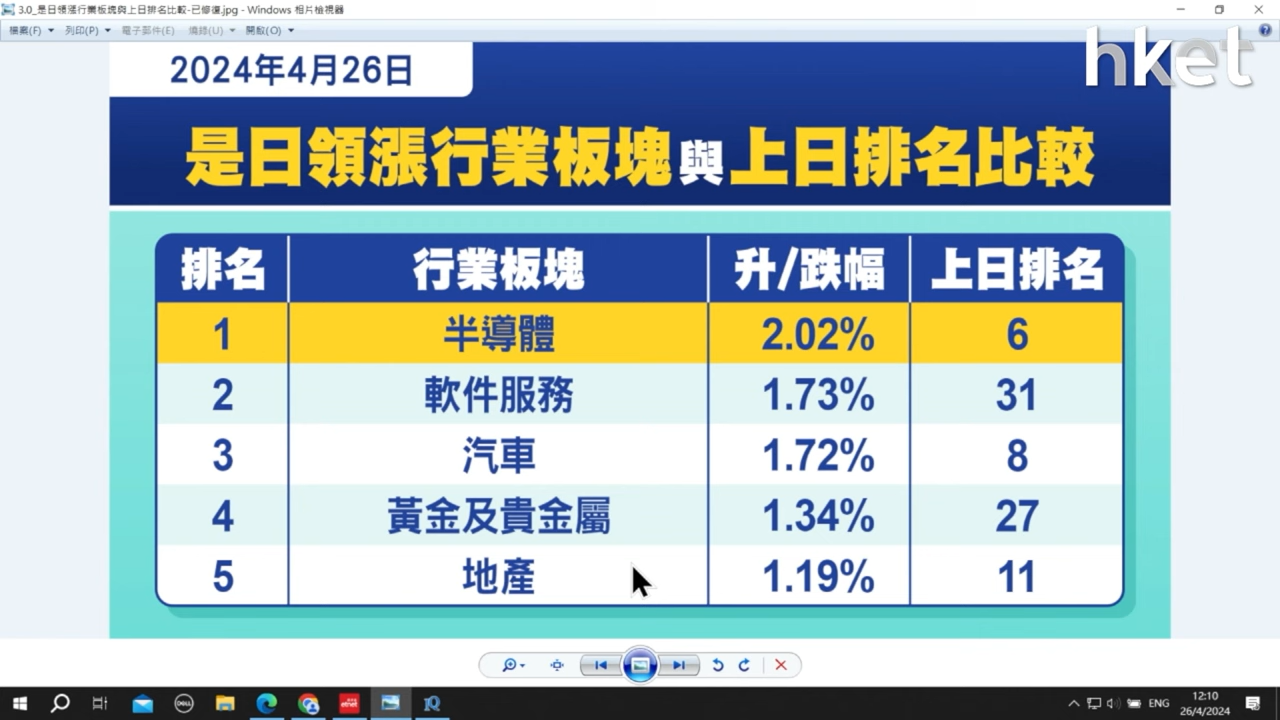 3.0_是日領漲行業板塊與上日排名比較-已修復.jpg - Windows 相片檢視器
檔案(F) 列印(P) 電子郵件(E) 燒錄(U) 開啟(O)
hket
2024年4月26日
是日領漲行業板塊與上日排名比較
排名 行業板塊 升/跌幅 上日排名
1 半導體 2.02% 6
2 軟件服務 1.73% 31
3 汽車 1.72% 8
4 黃金及貴金屬 1.34% 27
5 地產 1.19% 11
DELL etnet IQ ENG 12:10
26/4/2024